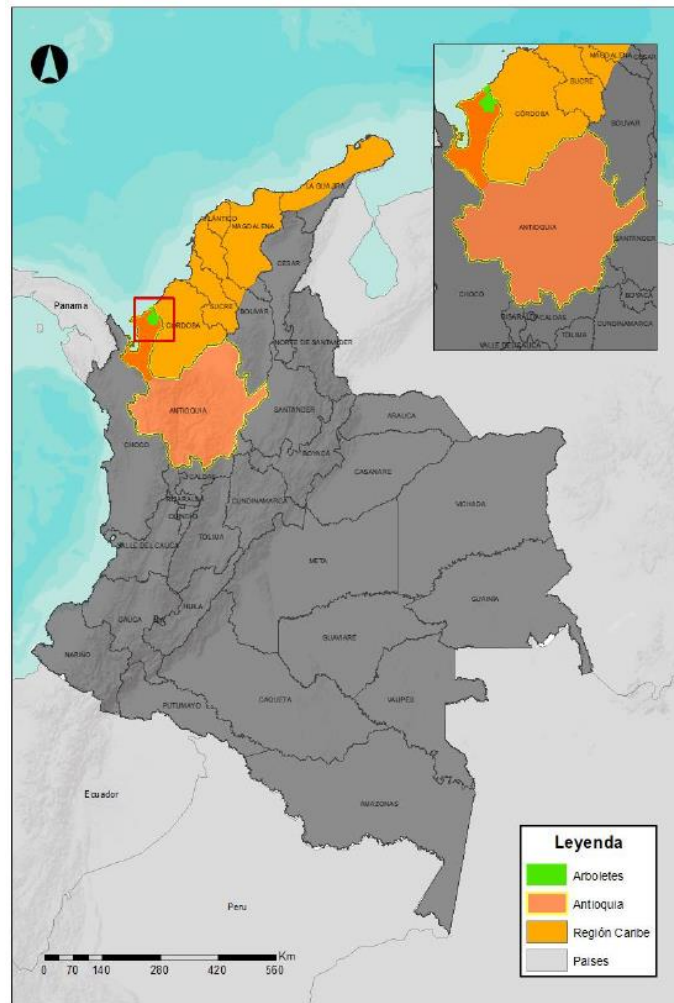 MAGDALENA
CESAR
SUCRE
CÓRDOBA
BOLIVAR
ANTIOQUIA
SANTANDER
CHOCO
BOYACA
CALDAS
CUNDINAMARCA
TOLIMA
VALLE DEL CAUCA
LA GUAJIRA
ATLÁNTICO
MAGDALENA
CESAR
Panama
SUCRE
CÓRDOBA
BOLIVAR
NORTE DE SANTANDER
ANTIOQUIA
SANTANDER
ARAUCA
CHOCO
BOYACA
CASANARE
CALDAS
RISARALDA
CUNDINAMARCA
VICHADA
QUINDIO
VALLE DEL CAUCA
TOLIMA
META
GUAINÍA
HUILA
CAUCA
GUAVIARE
NARIÑO
CAQUETA
VAUPES
PUTUMAYO
Ecuador
AMAZONAS
Peru
Leyenda
Arboletes
Antioquia
Región Caribe
Paises
Km
0 70 140 280 420 560